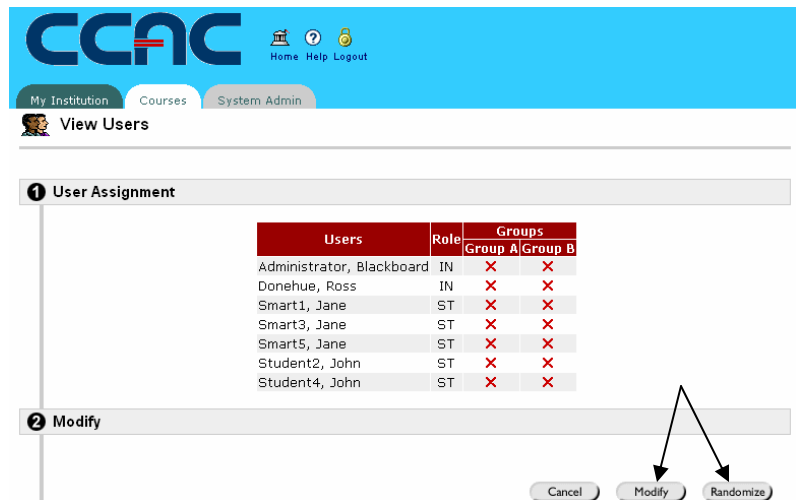 CCAC
Home Help Logout
My Institution Courses System Admin
View Users
1 User Assignment
Users Role Groups
Group A Group B
Administrator, Blackboard IN X X
Donehue, Ross IN X X
Smart1, Jane ST X X
Smart3, Jane ST X X
Smart5, Jane ST X X
Student2, John ST X X
Student4, John ST X X
2 Modify
Cancel Modify Randomize